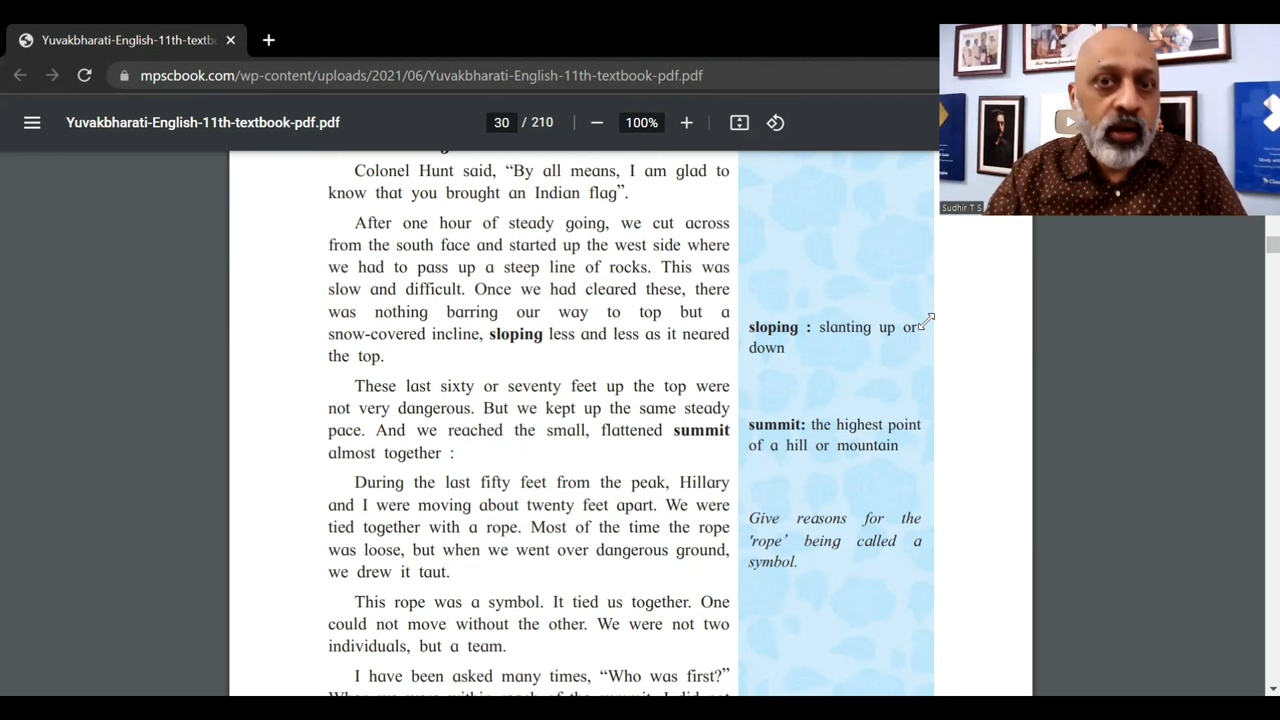 Yuvakbharati-English-11th-textb
mpscbook.com/wp-content/uploads/2021/06/Yuvakbharati-English-11th-textbook-pdf.pdf
Yuvakbharati-English-11th-textbook-pdf.pdf
30 / 210
100%
Sudhir T S
Colonel Hunt said, “By all means, I am glad to
know that you brought an Indian flag”.
After one hour of steady going, we cut across
from the south face and started up the west side where
we had to pass up a steep line of rocks. This was
slow and difficult. Once we had cleared these, there
was nothing barring our way to top but a
snow-covered incline, sloping less and less as it neared
the top.
These last sixty or seventy feet up the top were
not very dangerous. But we kept up the same steady
pace. And we reached the small, flattened summit
almost together :
During the last fifty feet from the peak, Hillary
and I were moving about twenty feet apart. We were
tied together with a rope. Most of the time the rope
was loose, but when we went over dangerous ground,
we drew it taut.
This rope was a symbol. It tied us together. One
could not move without the other. We were not two
individuals, but a team.
I have been asked many times, “Who was first?”
sloping : slanting up or
down
summit: the highest point
of a hill or mountain
Give reasons for the
'rope’ being called a
symbol.